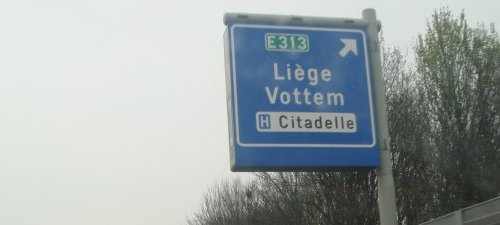 E313
Liège
Vottem
H Citadelle